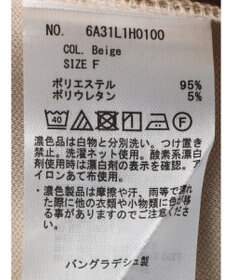 NO. 6A31L1H0100
COL. Beige
SIZE F
ポリエステル 95%
ポリウレタン 5%
40
F
濃色品は白物と分別洗い。つけ置き
禁止。洗濯ネット使用。酸素系漂白
剤使用時は漂白剤の表示を確認。ア
イロンあて布使用。
・濃色製品は摩擦や汗、雨等で濡
れた際に他の衣類や小物に色が移
る事がありますので、ご注意下さ
い。
バングラデシュ製